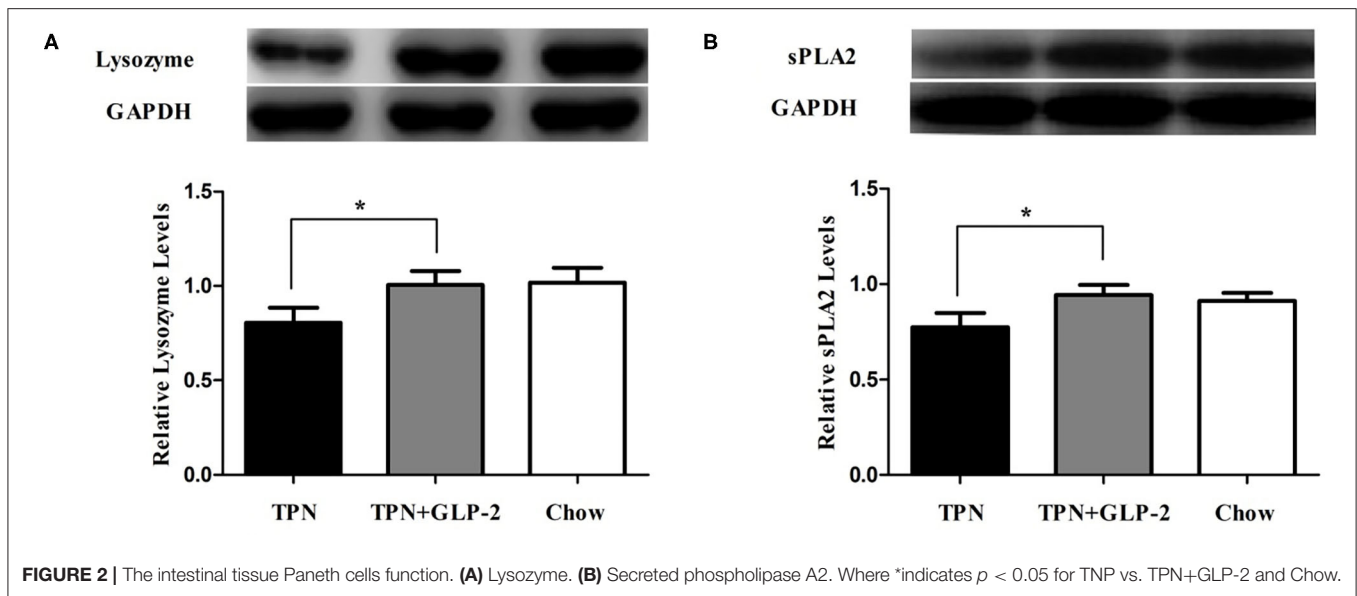 A
Lysozyme
GAPDH
Relative Lysozyme Levels
1.5
1.0
0.5
0.0
*
TPN
TPN+GLP-2
Chow
B
sPLA2
GAPDH
Relative sPLA2 Levels
1.5
1.0
0.5
0.0
*
TPN
TPN+GLP-2
Chow
FIGURE 2 | The intestinal tissue Paneth cells function. (A) Lysozyme. (B) Secreted phospholipase A2. Where *indicates p < 0.05 for TNP vs. TPN+GLP-2 and Chow.